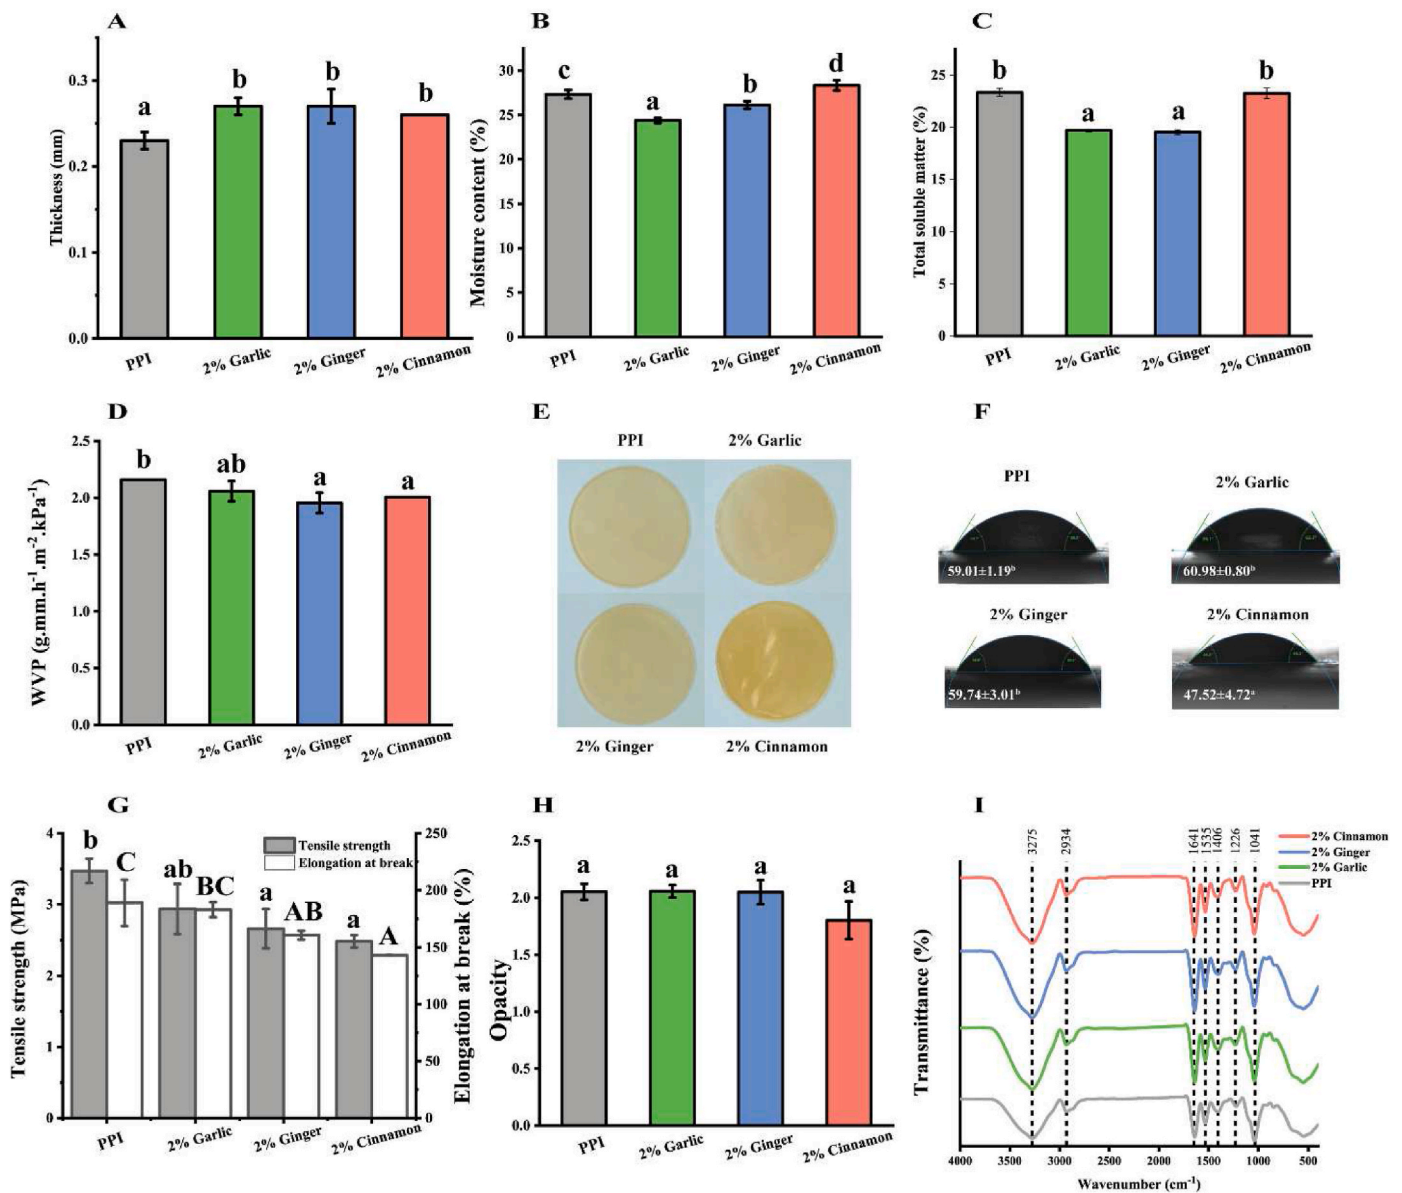 A
Thickness (mm)
0.3
0.2
0.1
0.0
a
b
b
b
PPI
2% Garlic
2% Ginger
2% Cinnamon
B
Moisture content (%)
30
25
20
15
10
5
0
c
a
b
d
PPI
2% Garlic
2% Ginger
2% Cinnamon
C
Total soluble matter (%)
25
20
15
10
5
0
b
a
a
b
PPI
2% Garlic
2% Ginger
2% Cinnamon
D
WVP (g.mm.h⁻¹.m⁻².kPa⁻¹)
2.5
2.0
1.5
1.0
0.5
0.0
b
ab
a
a
PPI
2% Garlic
2% Ginger
2% Cinnamon
E
PPI
2% Garlic
2% Ginger
2% Cinnamon
F
PPI
59.01±1.19ᵇ
2% Garlic
60.98±0.80ᵇ
2% Ginger
59.74±3.01ᵇ
2% Cinnamon
47.52±4.72ᵃ
G
Tensile strength (MPa)
4
3
2
1
0
Tensile strength
Elongation at break
b
C
ab
BC
a
AB
a
A
250
200
150
100
50
0
Elongation at break (%)
PPI
2% Garlic
2% Ginger
2% Cinnamon
H
Opacity
2.5
2.0
1.5
1.0
0.5
0.0
a
a
a
a
PPI
2% Garlic
2% Ginger
2% Cinnamon
I
3275
2934
1641
1535
1406
1226
1041
2% Cinnamon
2% Ginger
2% Garlic
PPI
Transmittance (%)
4000 3500 3000 2500 2000 1500 1000 500
Wavenumber (cm⁻¹)